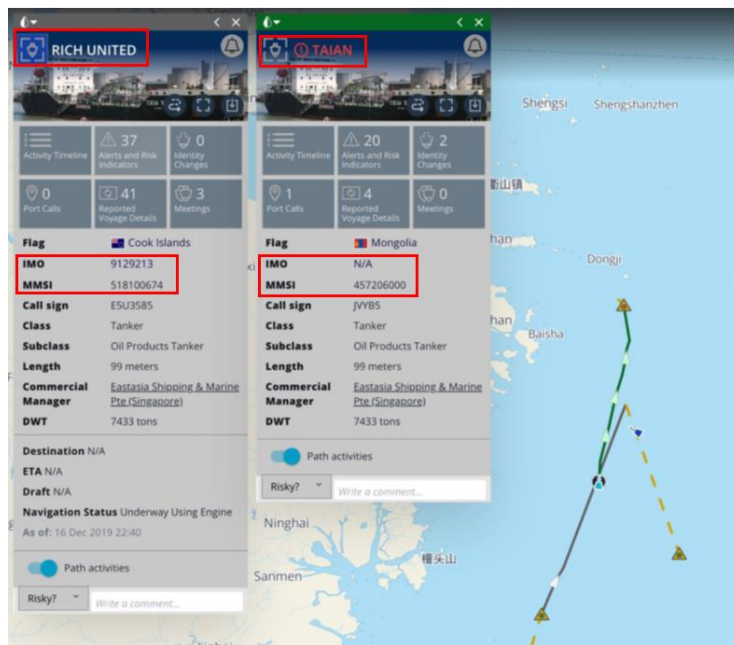 RICH UNITED
37
0
Activity Timeline
Alerts and Risk
Indicators
Identity
Changes
0
41
3
Port Calls
Reported
Voyage Details
Meetings
Flag Cook Islands
IMO 9129213
MMSI 518100674
Call sign E5U3585
Class Tanker
Subclass Oil Products Tanker
Length 99 meters
Commercial Eastasia Shipping & Marine
Manager Pte (Singapore)
DWT 7433 tons
Destination N/A
ETA N/A
Draft N/A
Navigation Status Underway Using Engine
As of: 16 Dec 2019 22:40
Path activities
Risky?
Write a comment...
TAIAN
20
2
Activity Timeline
Alerts and Risk
Indicators
Identity
Changes
1
4
0
Port Calls
Reported
Voyage Details
Meetings
Flag Mongolia
IMO N/A
MMSI 457206000
Call sign JVYB5
Class Tanker
Subclass Oil Products Tanker
Length 99 meters
Commercial Eastasia Shipping & Marine
Manager Pte (Singapore)
DWT 7433 tons
Path activities
Risky?
Write a comment...
Shengsi
Shengshanzhen
山镇
han
Dongji
han
Baisha
Ninghai
檀头山
Sanmen